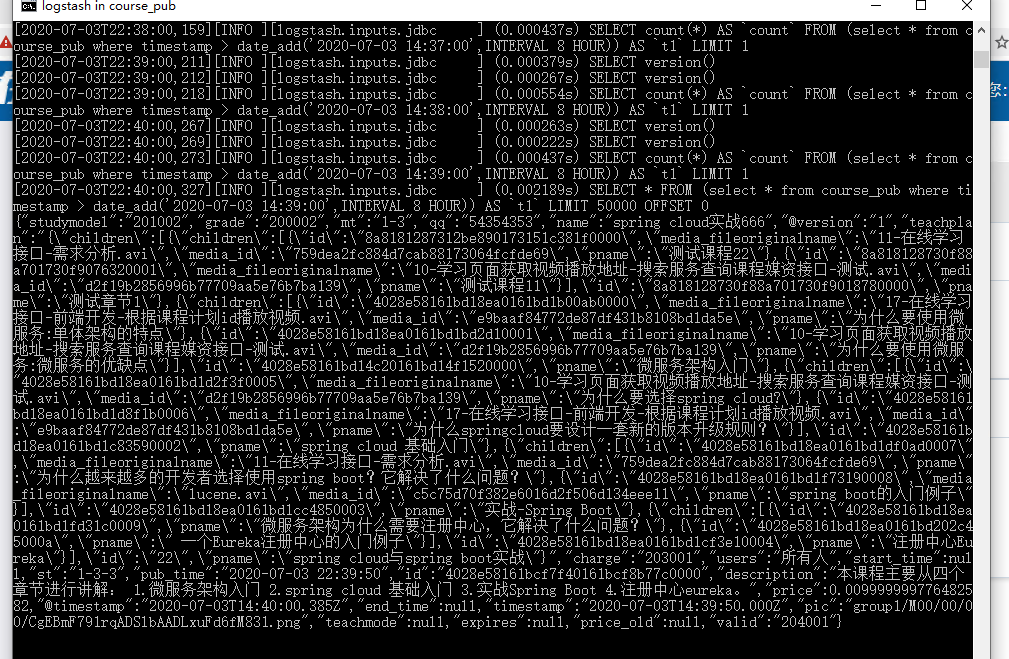 logstash in course_pub
[2020-07-03T22:38:00,159][INFO ][logstash.inputs.jdbc     ] (0.000437s) SELECT count(*) AS `count` FROM (select * from c
ourse_pub where timestamp > date_add('2020-07-03 14:37:00',INTERVAL 8 HOUR)) AS `t1` LIMIT 1
[2020-07-03T22:39:00,211][INFO ][logstash.inputs.jdbc     ] (0.000379s) SELECT version()
[2020-07-03T22:39:00,212][INFO ][logstash.inputs.jdbc     ] (0.000267s) SELECT version()
[2020-07-03T22:39:00,218][INFO ][logstash.inputs.jdbc     ] (0.000554s) SELECT count(*) AS `count` FROM (select * from c
ourse_pub where timestamp > date_add('2020-07-03 14:38:00',INTERVAL 8 HOUR)) AS `t1` LIMIT 1
[2020-07-03T22:40:00,267][INFO ][logstash.inputs.jdbc     ] (0.000263s) SELECT version()
[2020-07-03T22:40:00,269][INFO ][logstash.inputs.jdbc     ] (0.000222s) SELECT version()
[2020-07-03T22:40:00,273][INFO ][logstash.inputs.jdbc     ] (0.000437s) SELECT count(*) AS `count` FROM (select * from c
ourse_pub where timestamp > date_add('2020-07-03 14:39:00',INTERVAL 8 HOUR)) AS `t1` LIMIT 1
[2020-07-03T22:40:00,327][INFO ][logstash.inputs.jdbc     ] (0.002189s) SELECT * FROM (select * from course_pub where ti
mestamp > date_add('2020-07-03 14:39:00',INTERVAL 8 HOUR)) AS `t1` LIMIT 50000 OFFSET 0
{"studymodel":"201002","grade":"200002","mt":"1-3","qq":"54354353","name":"spring cloud实战666","@version":"1","teachpla
n":"{\"children\":[{\"children\":[{\"id\":\"8a8181287312be890173151c381f0000\",\"media_fileoriginalname\":\"11-在线学习
接口-需求分析.avi\",\"media_id\":\"759dea2fc884d7cab88173064fcfde69\",\"pname\":\"测试课程22\"},{\"id\":\"8a818128730f88
a701730f9076320001\",\"media_fileoriginalname\":\"10-学习页面获取视频播放地址-搜索服务查询课程媒资接口-测试.avi\",\"medi
a_id\":\"d2f19b2856996b77709aa5e76b7ba139\",\"pname\":\"测试课程11\"}],\"id\":\"8a818128730f88a701730f9018780000\",\"pna
me\":\"测试章节1\"},{\"children\":[{\"id\":\"4028e58161bd18ea0161bd1b00ab0000\",\"media_fileoriginalname\":\"17-在线学习
接口-前端开发-根据课程计划id播放视频.avi\",\"media_id\":\"e9baaf84772de87df431b8108bd1da5e\",\"pname\":\"为什么要使用微
服务:单体架构的特点\"},{\"id\":\"4028e58161bd18ea0161bd1bd2d10001\",\"media_fileoriginalname\":\"10-学习页面获取视频播放
地址-搜索服务查询课程媒资接口-测试.avi\",\"media_id\":\"d2f19b2856996b77709aa5e76b7ba139\",\"pname\":\"为什么要使用微服
务:微服务的优缺点\"}],\"id\":\"4028e58161bd14c20161bd14f1520000\",\"pname\":\"微服务架构入门\"},{\"children\":[{\"id\":\
"4028e58161bd18ea0161bd1d2f3f0005\",\"media_fileoriginalname\":\"10-学习页面获取视频播放地址-搜索服务查询课程媒资接口-测
试.avi\",\"media_id\":\"d2f19b2856996b77709aa5e76b7ba139\",\"pname\":\"为什么要选择spring cloud?\"},{\"id\":\"4028e58161
bd18ea0161bd1d8f1b0006\",\"media_fileoriginalname\":\"17-在线学习接口-前端开发-根据课程计划id播放视频.avi\",\"media_id\"
:\"e9baaf84772de87df431b8108bd1da5e\",\"pname\":\"为什么springcloud要设计一套新的版本升级规则？\"}],\"id\":\"4028e58161b
d18ea0161bd1c83590002\",\"pname\":\"spring cloud 基础入门\"},{\"children\":[{\"id\":\"4028e58161bd18ea0161bd1df0ad0007\"
,\"media_fileoriginalname\":\"11-在线学习接口-需求分析.avi\",\"media_id\":\"759dea2fc884d7cab88173064fcfde69\",\"pname\"
:\"为什么越来越多的开发者选择使用spring boot？它解决了什么问题？\"},{\"id\":\"4028e58161bd18ea0161bd1f73190008\",\"media
_fileoriginalname\":\"lucene.avi\",\"media_id\":\"c5c75d70f382e6016d2f506d134eee11\",\"pname\":\"spring boot的入门例子\"
}],\"id\":\"4028e58161bd18ea0161bd1cc4850003\",\"pname\":\"实战-Spring Boot\"},{\"children\":[{\"id\":\"4028e58161bd18ea
0161bd1fd31c0009\",\"pname\":\"微服务架构为什么需要注册中心，它解决了什么问题？\"},{\"id\":\"4028e58161bd18ea0161bd202c4
5000a\",\"pname\":\" 一个Eureka注册中心的入门例子\"}],\"id\":\"4028e58161bd18ea0161bd1cf3e10004\",\"pname\":\"注册中心Eu
reka\"}],\"id\":\"22\",\"pname\":\"spring cloud与spring boot实战\"}","charge":"203001","users":"所有人","start_time":nul
l,"st":"1-3-3","pub_time":"2020-07-03 22:39:50","id":"4028e58161bcf7f40161bcf8b77c0000","description":"本课程主要从四个
章节进行讲解： 1.微服务架构入门 2.spring cloud 基础入门 3.实战Spring Boot 4.注册中心eureka。","price":0.0099999997764825
82,"@timestamp":"2020-07-03T14:40:00.385Z","end_time":null,"timestamp":"2020-07-03T14:39:50.000Z","pic":"group1/M00/00/0
0/CgEBmF791rqADS1bAADLxuFd6fM831.png","teachmode":null,"expires":null,"price_old":null,"valid":"204001"}
您: